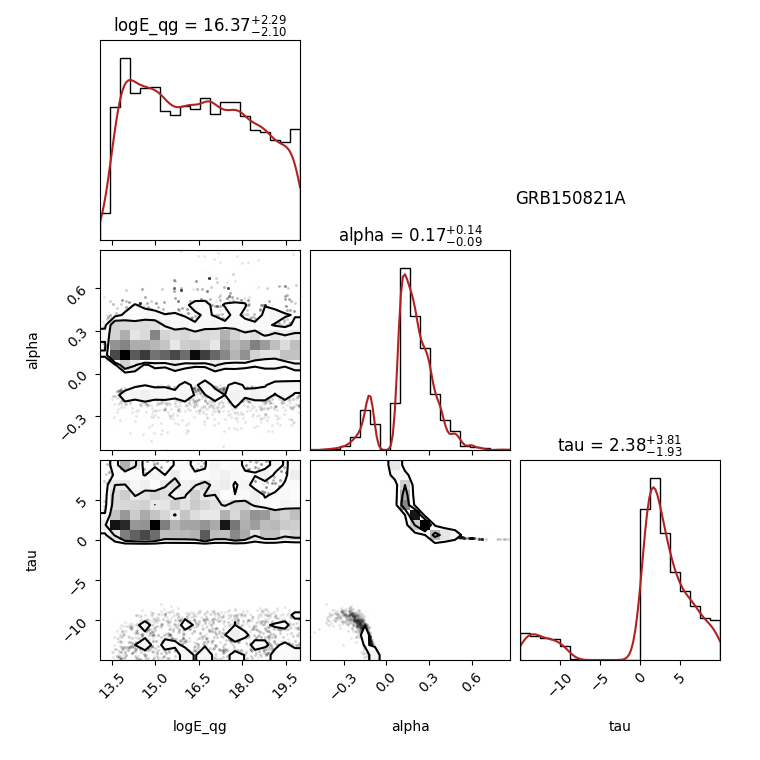 logE_qg = 16.37+2.29 −2.10
GRB150821A
alpha = 0.17+0.14 −0.09
0.6
0.3
0.0
−0.3
alpha
tau = 2.38+3.81 −1.93
5
0
−5
−10
tau
13.5 15.0 16.5 18.0 19.5
−0.3 0.0 0.3 0.6
−10 −5 0 5
logE_qg alpha tau